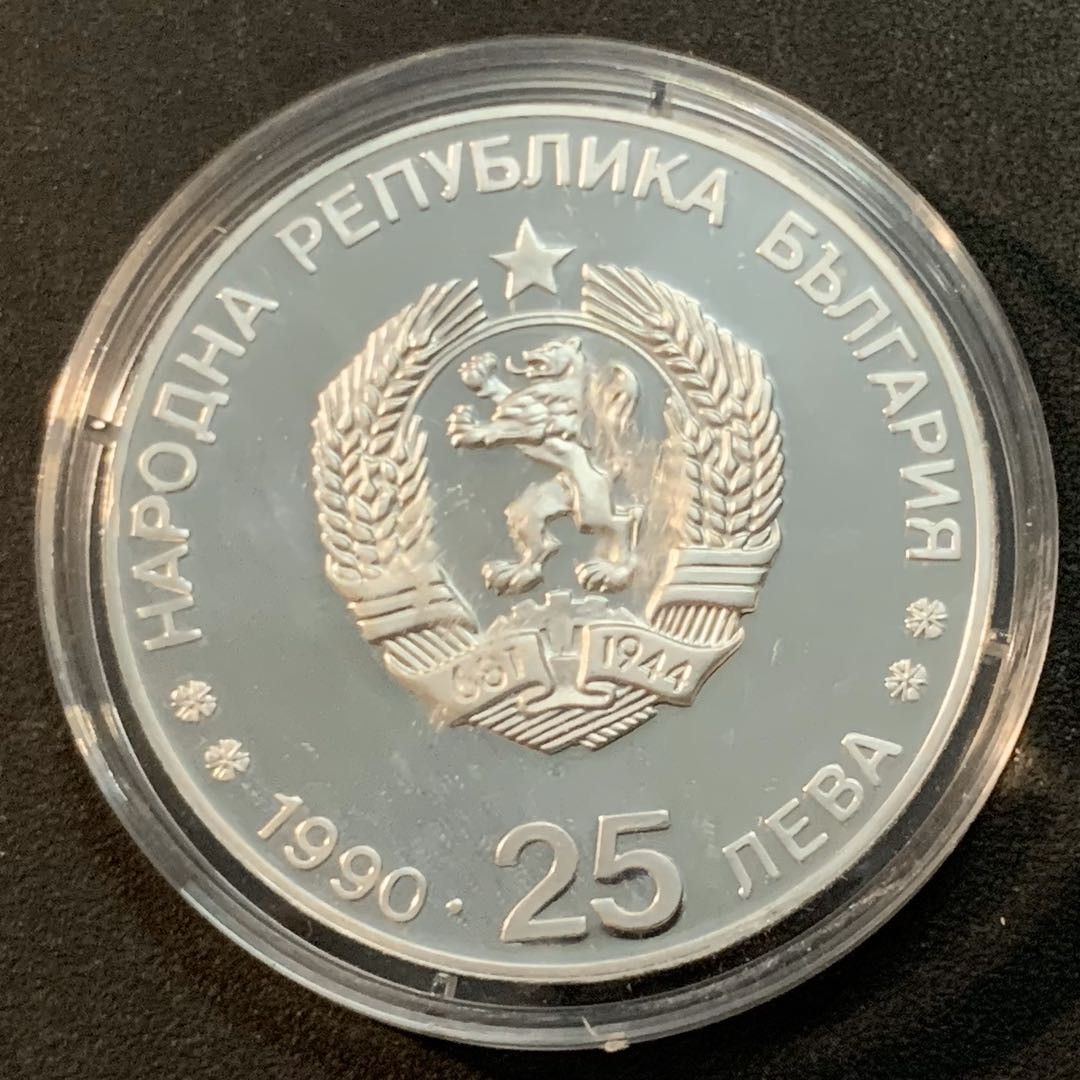 НАРОДНА РЕПУБЛИКА БЪЛГАРИЯ
681 1944
1990 · 25 ЛЕВА